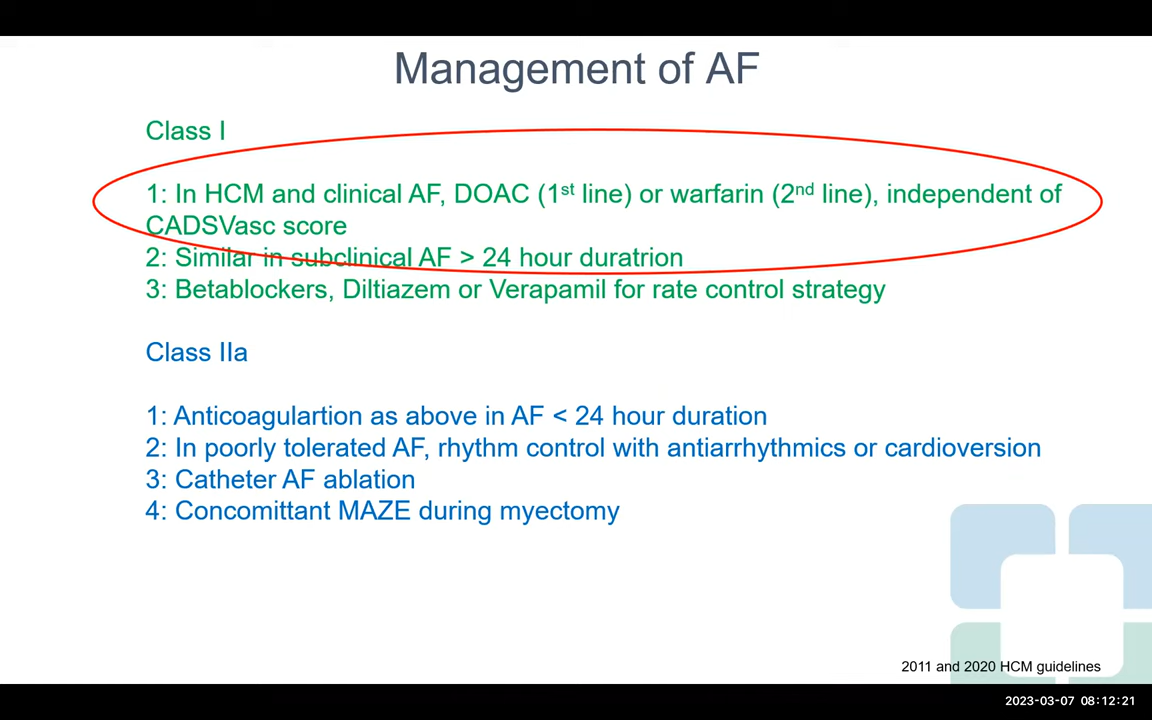 Management of AF
Class I
1: In HCM and clinical AF, DOAC (1st line) or warfarin (2nd line), independent of
CADSVasc score
2: Similar in subclinical AF > 24 hour duratrion
3: Betablockers, Diltiazem or Verapamil for rate control strategy
Class IIa
1: Anticoagulartion as above in AF < 24 hour duration
2: In poorly tolerated AF, rhythm control with antiarrhythmics or cardioversion
3: Catheter AF ablation
4: Concomittant MAZE during myectomy
2011 and 2020 HCM guidelines
2023-03-07 08:12:21